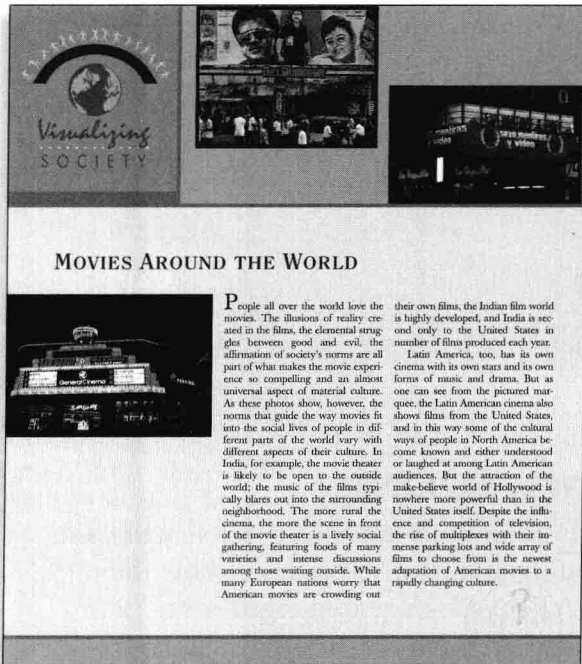 Visualizing
SOCIETY
sexo mentiras
y video
MOVIES AROUND THE WORLD
General Cinema
People all over the world love the
movies. The illusions of reality cre-
ated in the films, the elemental strug-
gles between good and evil, the
affirmation of society's norms are all
part of what makes the movie experi-
ence so compelling and an almost
universal aspect of material culture.
As these photos show, however, the
norms that guide the way movies fit
into the social lives of people in dif-
ferent parts of the world vary with
different aspects of their culture. In
India, for example, the movie theater
is likely to be open to the outside
world; the music of the films typi-
cally blares out into the surrounding
neighborhood. The more rural the
cinema, the more the scene in front
of the movie theater is a lively social
gathering, featuring foods of many
varieties and intense discussions
among those waiting outside. While
many European nations worry that
American movies are crowding out
their own films, the Indian film world
is highly developed, and India is sec-
ond only to the United States in
number of films produced each year.
Latin America, too, has its own
cinema with its own stars and its own
forms of music and drama. But as
one can see from the pictured mar-
quee, the Latin American cinema also
shows films from the United States,
and in this way some of the cultural
ways of people in North America be-
come known and either understood
or laughed at among Latin American
audiences. But the attraction of the
make-believe world of Hollywood is
nowhere more powerful than in the
United States itself. Despite the influ-
ence and competition of television,
the rise of multiplexes with their im-
mense parking lots and wide array of
films to choose from is the newest
adaptation of American movies to a
rapidly changing culture.